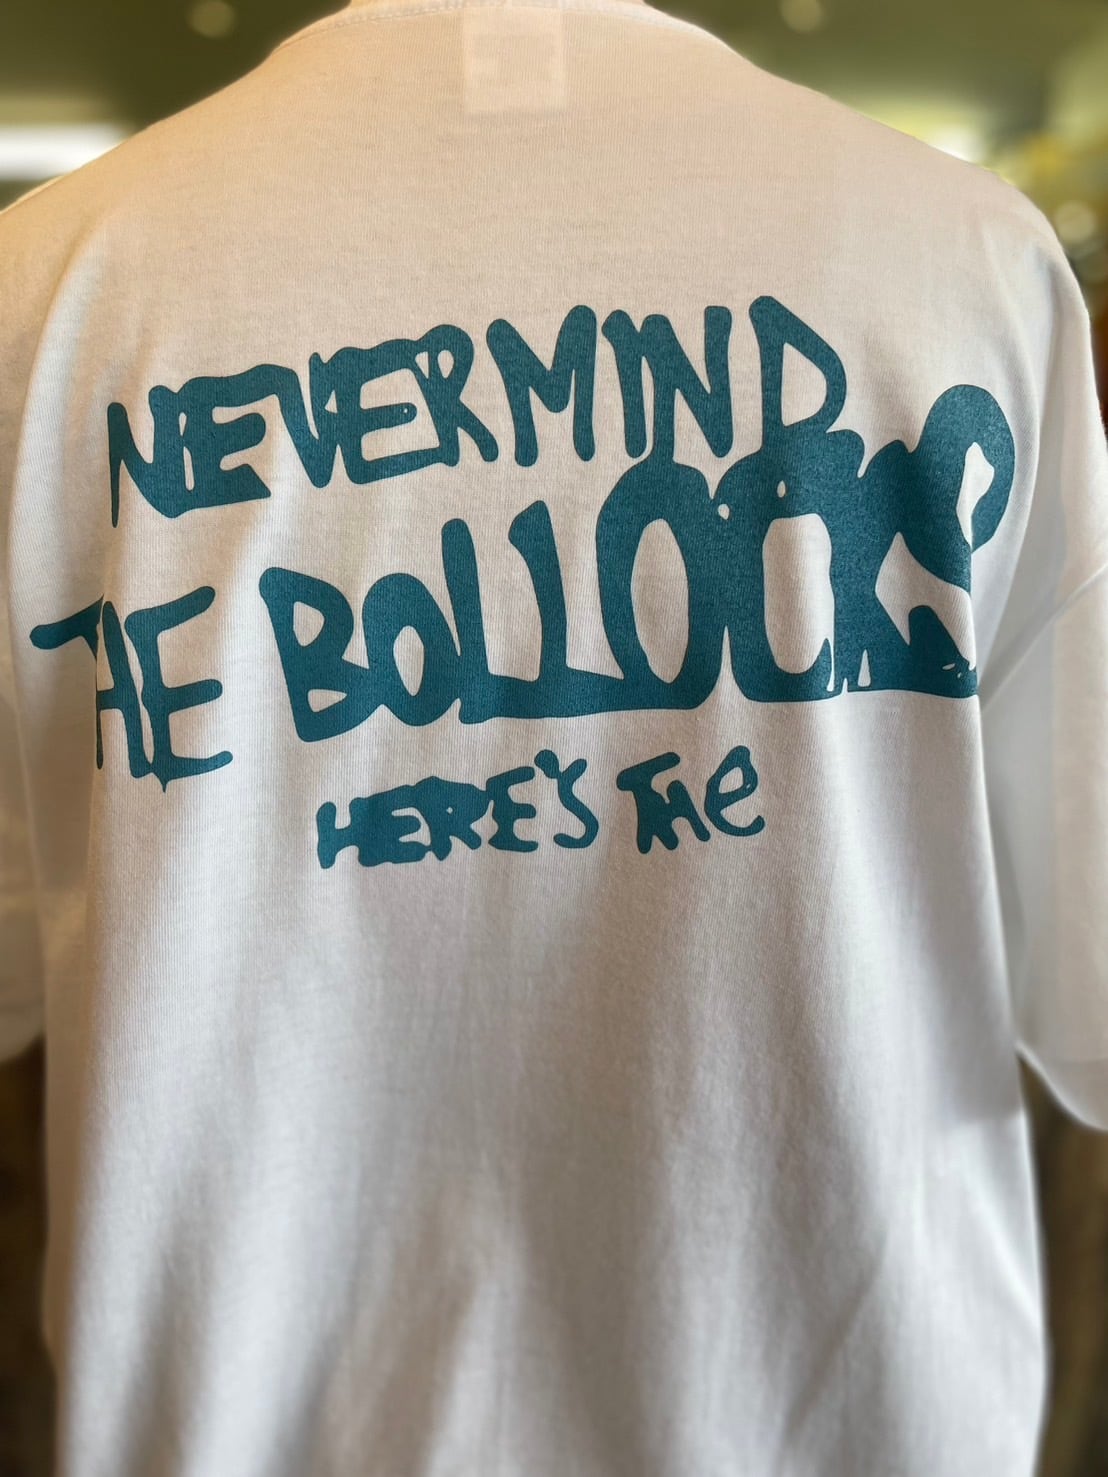 NEVERMIND
THE BOLLOCKS
HERE'S THe